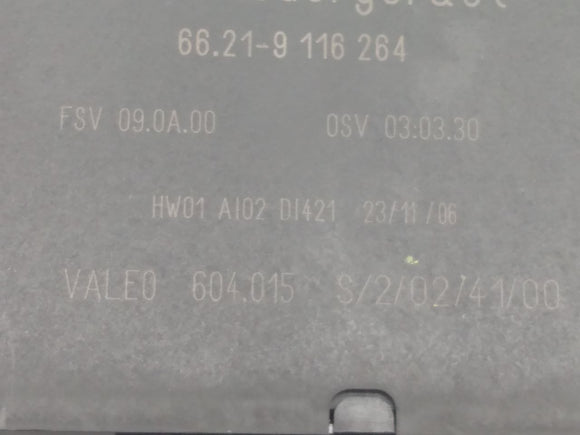 66.21-9 116 264
FSV 09.0A.00 OSV 03.03.30
HW01 AI02 DI421 23/11/06
VALEO 604.015 S/2/02/41/00